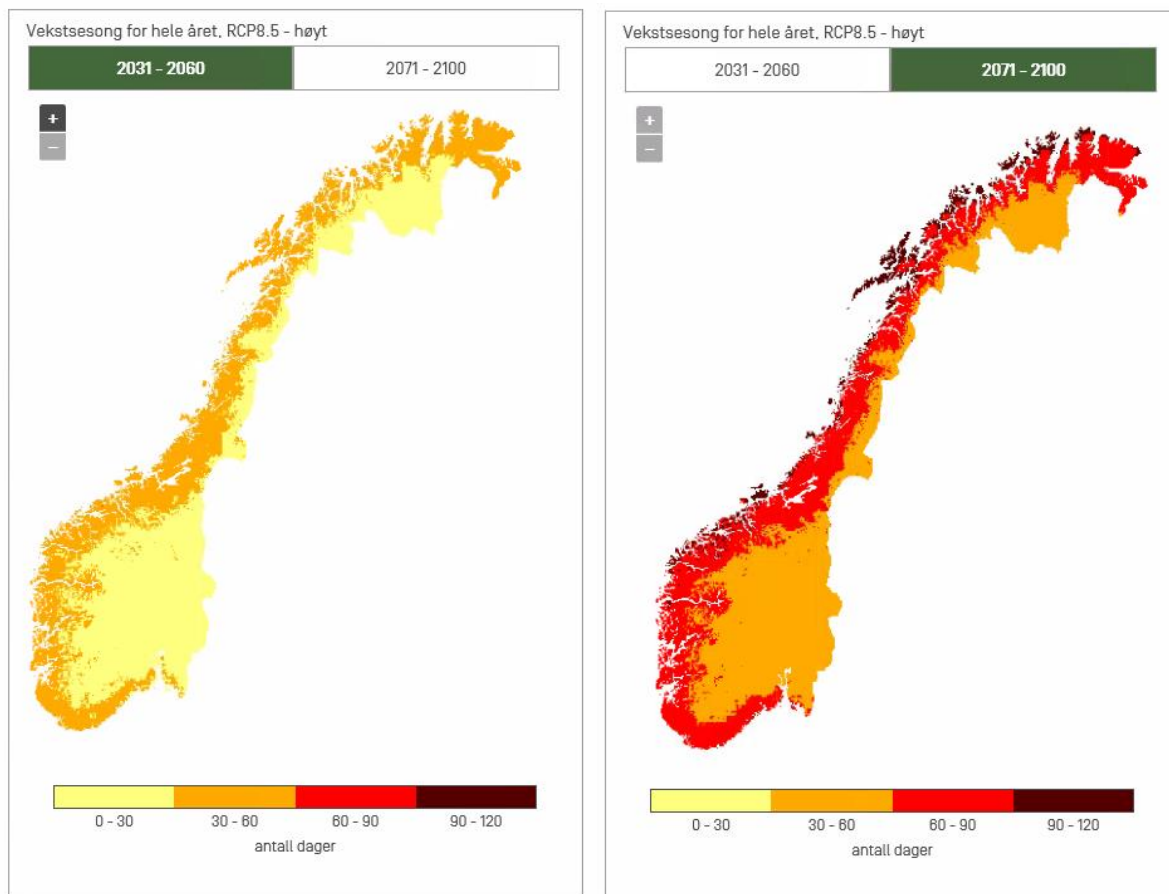 Vekstsesong for hele året, RCP8.5 - høyt
2031 - 2060 2071 - 2100
+
−
0 - 30 30 - 60 60 - 90 90 - 120
antall dager
Vekstsesong for hele året, RCP8.5 - høyt
2031 - 2060 2071 - 2100
+
−
0 - 30 30 - 60 60 - 90 90 - 120
antall dager